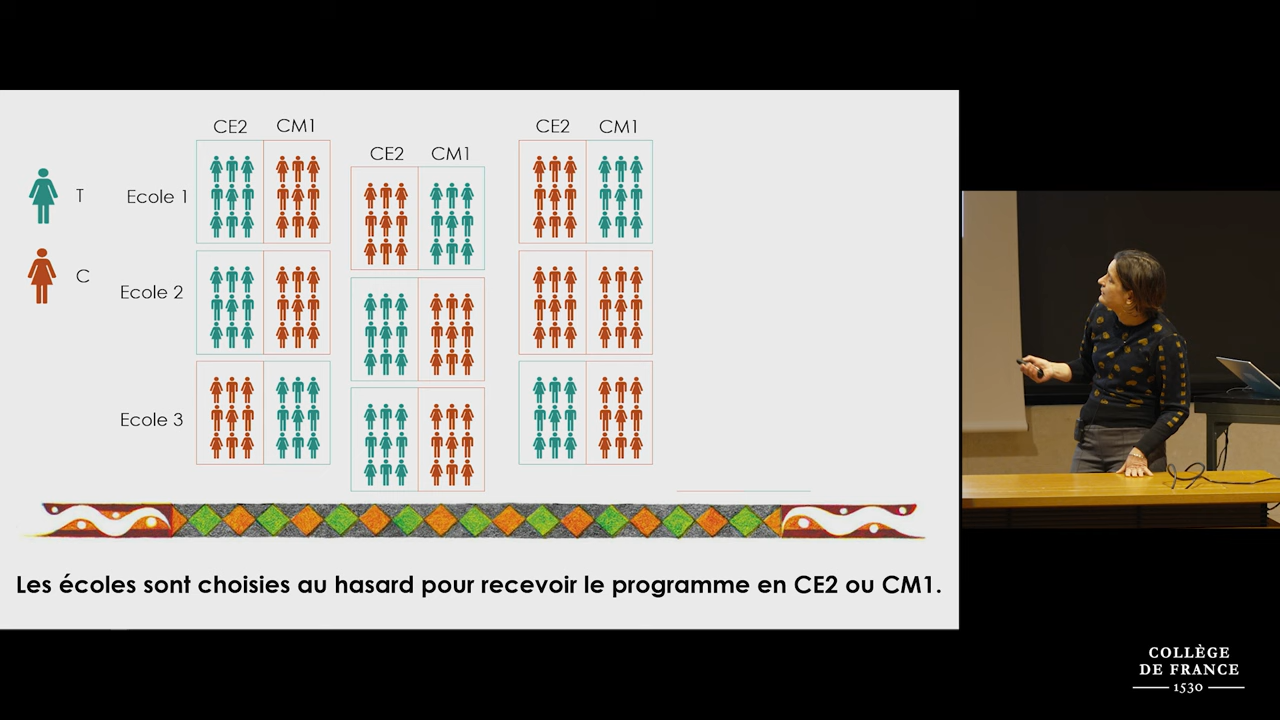 CE2 CM1
CE2 CM1
CE2 CM1
T
C
Ecole 1
Ecole 2
Ecole 3
Les écoles sont choisies au hasard pour recevoir le programme en CE2 ou CM1.
COLLÈGE
DE FRANCE
1530